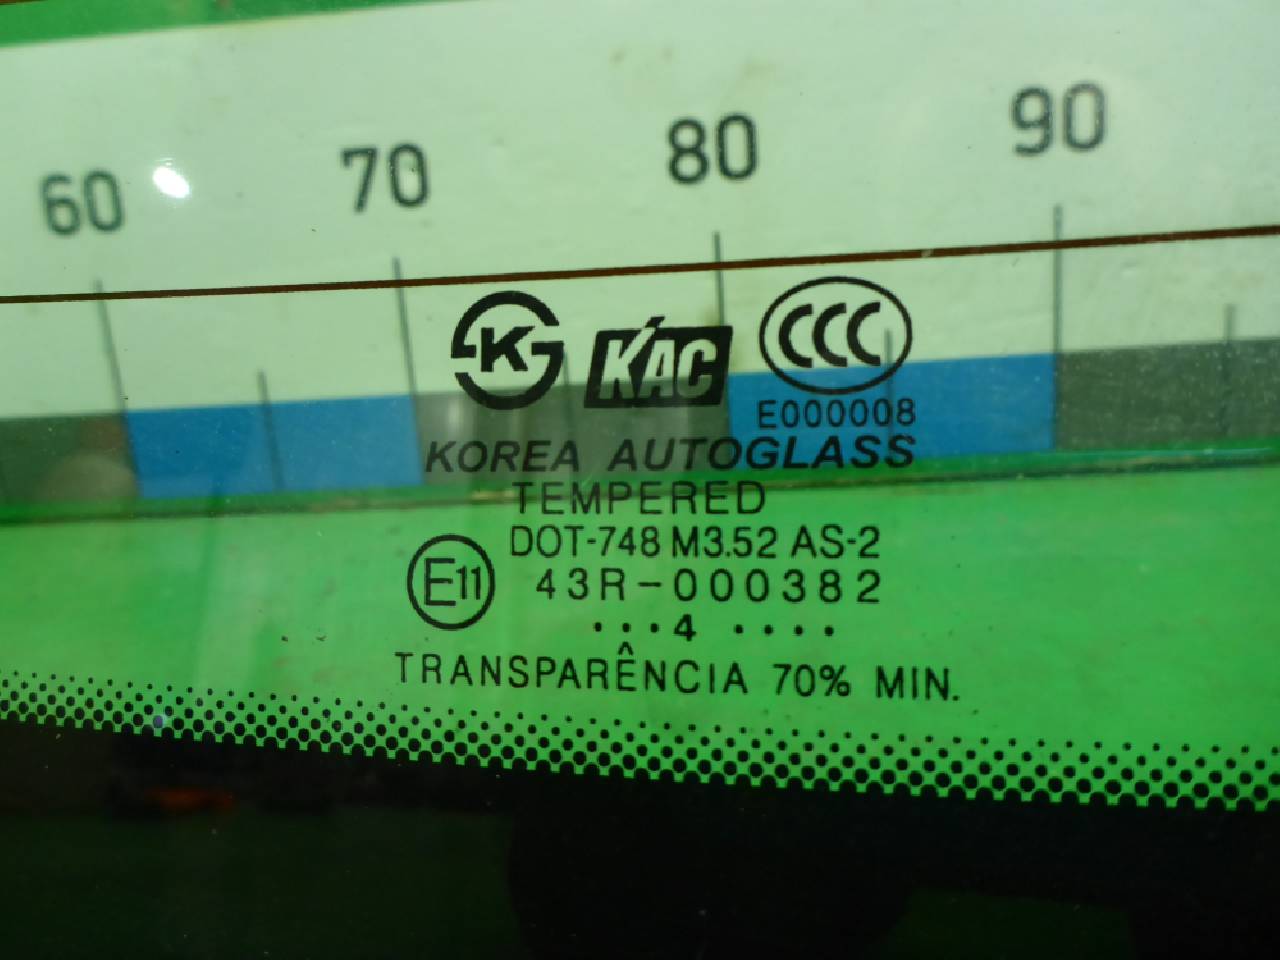 60 70 80 90
K KAC CCC
E000008
KOREA AUTOGLASS
TEMPERED
DOT-748 M3.52 AS-2
E11 43R-000382
...4 ....
TRANSPARÊNCIA 70% MIN.